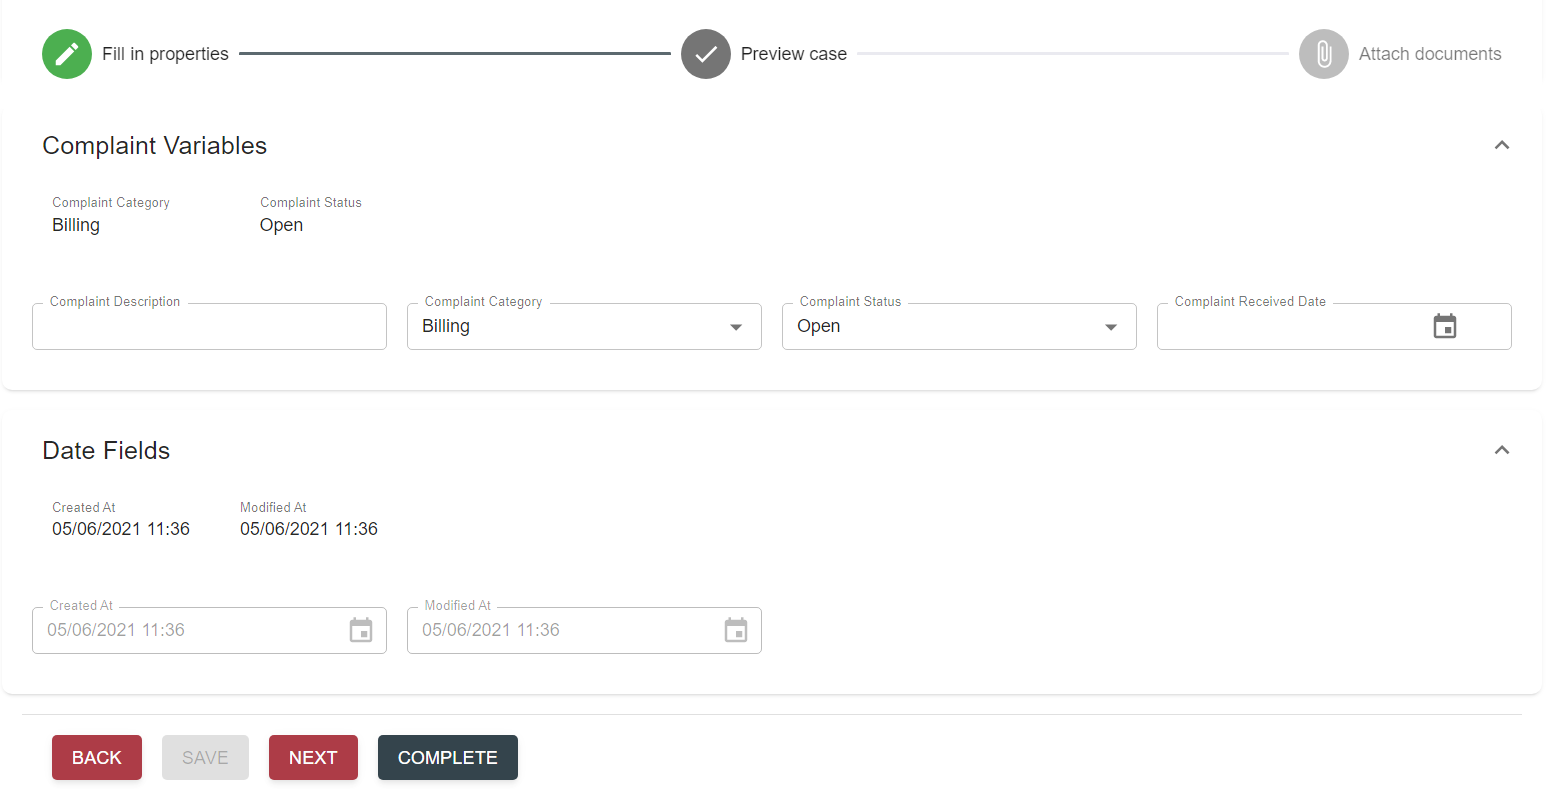 Fill in properties Preview case Attach documents
Complaint Variables
Complaint Category Complaint Status
Billing Open
Complaint Description Complaint Category Complaint Status Complaint Received Date
Billing Open
Date Fields
Created At Modified At
05/06/2021 11:36 05/06/2021 11:36
Created At Modified At
05/06/2021 11:36 05/06/2021 11:36
BACK SAVE NEXT COMPLETE